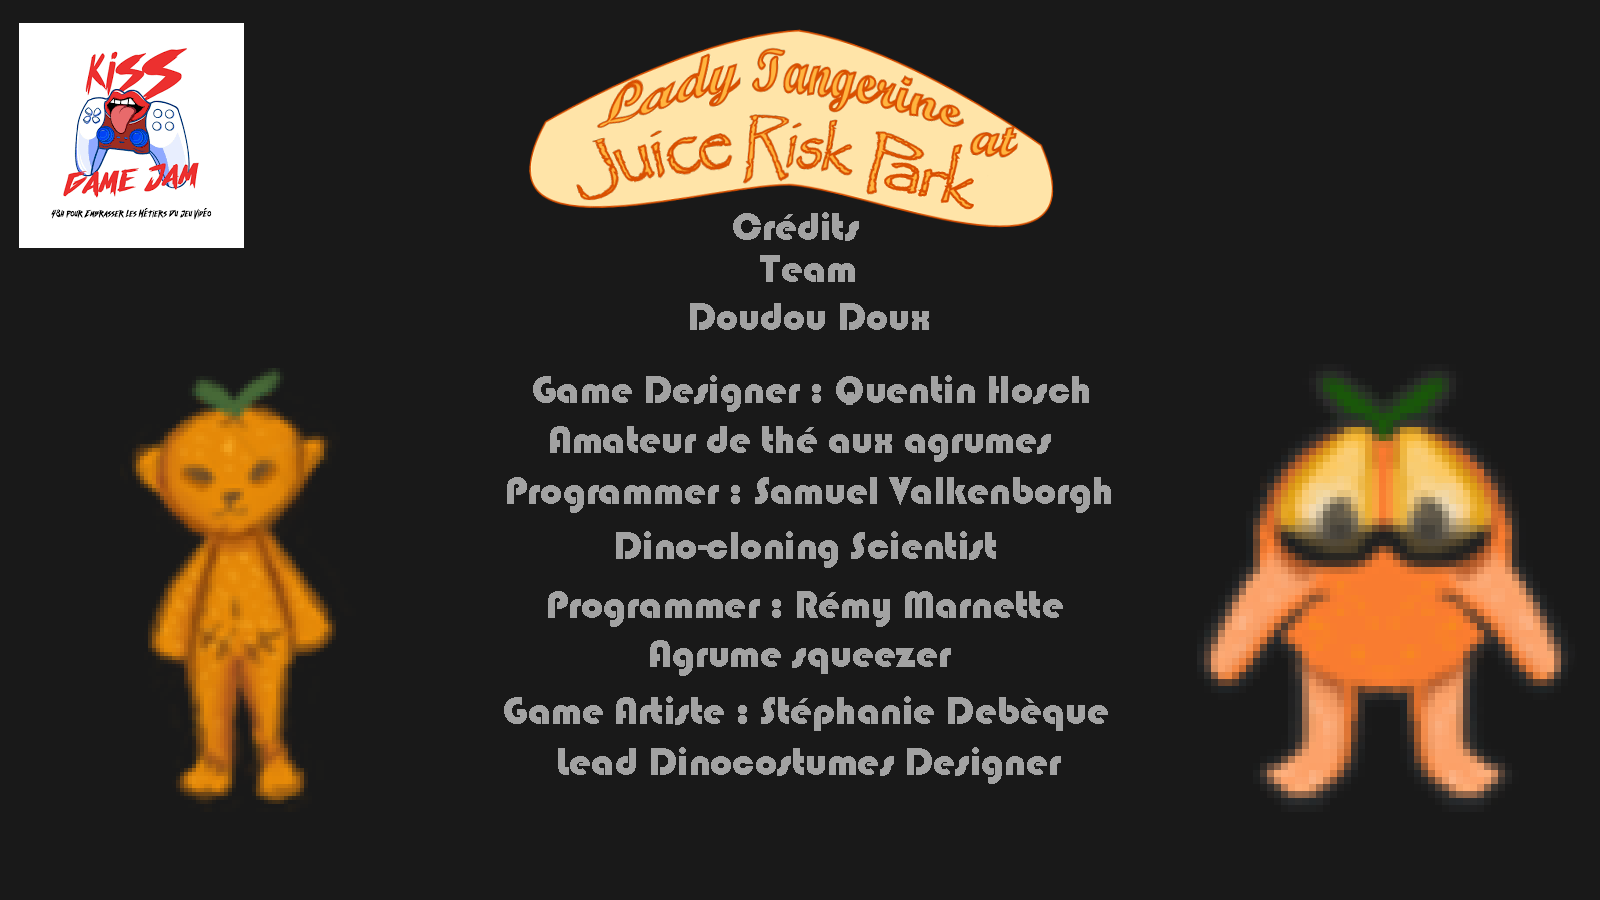 KISS
GAME JAM
48H POUR EMBRASSER LES MÉTIERS DU JEU VIDÉO
Lady Tangerine at
Juice Risk Park
Crédits
Team
Doudou Doux
Game Designer : Quentin Hosch
Amateur de thé aux agrumes
Programmer : Samuel Valkenborgh
Dino-cloning Scientist
Programmer : Rémy Marnette
Agrume squeezer
Game Artiste : Stéphanie Debèque
Lead Dinocostumes Designer